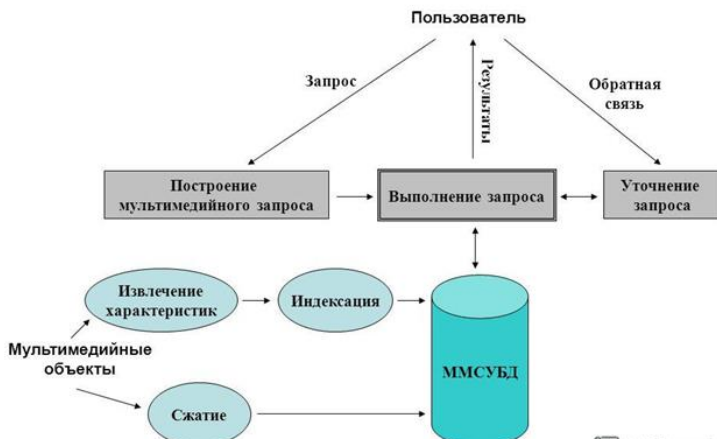 Пользователь
Запрос
Результаты
Обратная
связь
Построение
мультимедийного запроса
Выполнение запроса
Уточнение
запроса
Извлечение
характеристик
Индексация
Мультимедийные
объекты
ММСУБД
Сжатие